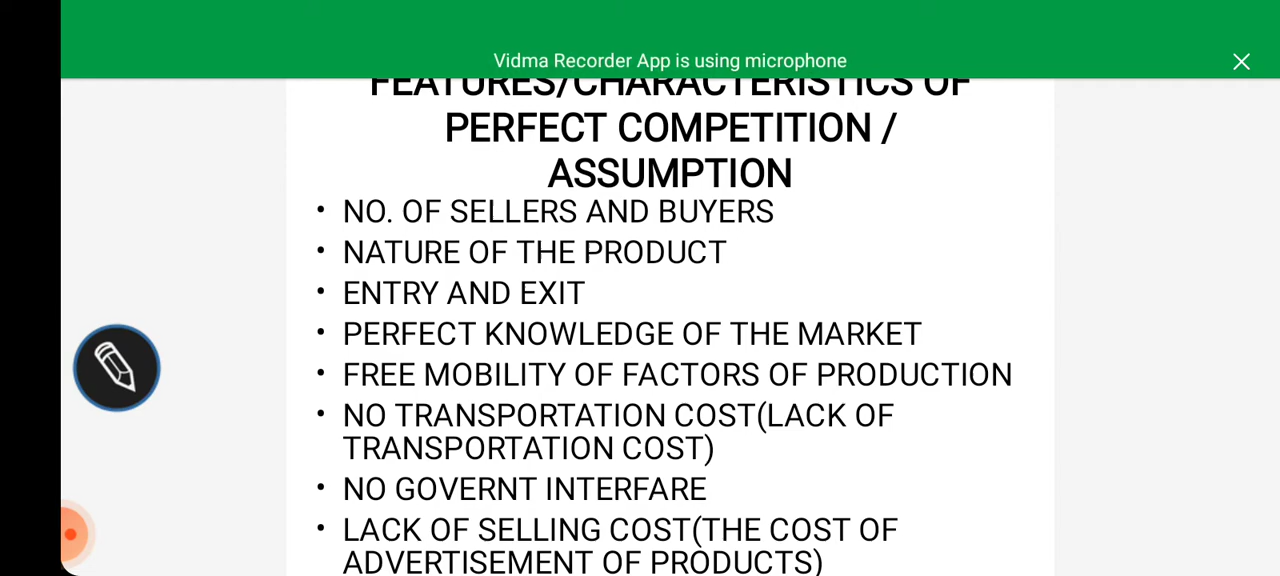 Vidma Recorder App is using microphone
FEATURES/CHARACTERISTICS OF
PERFECT COMPETITION /
ASSUMPTION
• NO. OF SELLERS AND BUYERS
• NATURE OF THE PRODUCT
• ENTRY AND EXIT
• PERFECT KNOWLEDGE OF THE MARKET
• FREE MOBILITY OF FACTORS OF PRODUCTION
• NO TRANSPORTATION COST(LACK OF
TRANSPORTATION COST)
• NO GOVERNT INTERFARE
• LACK OF SELLING COST(THE COST OF
ADVERTISEMENT OF PRODUCTS)